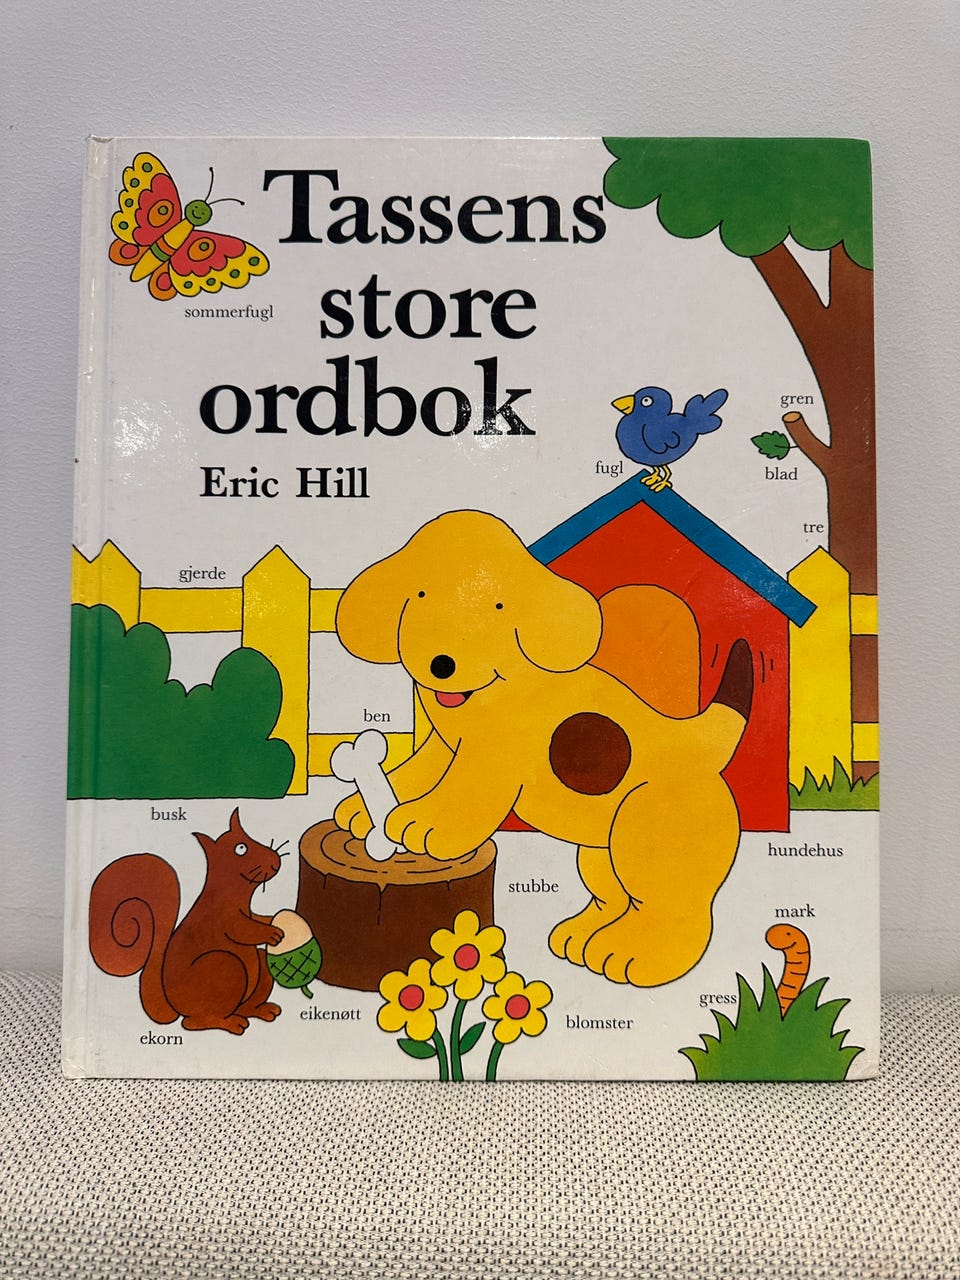 Tassens
store
ordbok
Eric Hill
sommerfugl
gren
fugl
blad
tre
gjerde
ben
busk
hundehus
stubbe
mark
gress
eikenøtt
blomster
ekorn